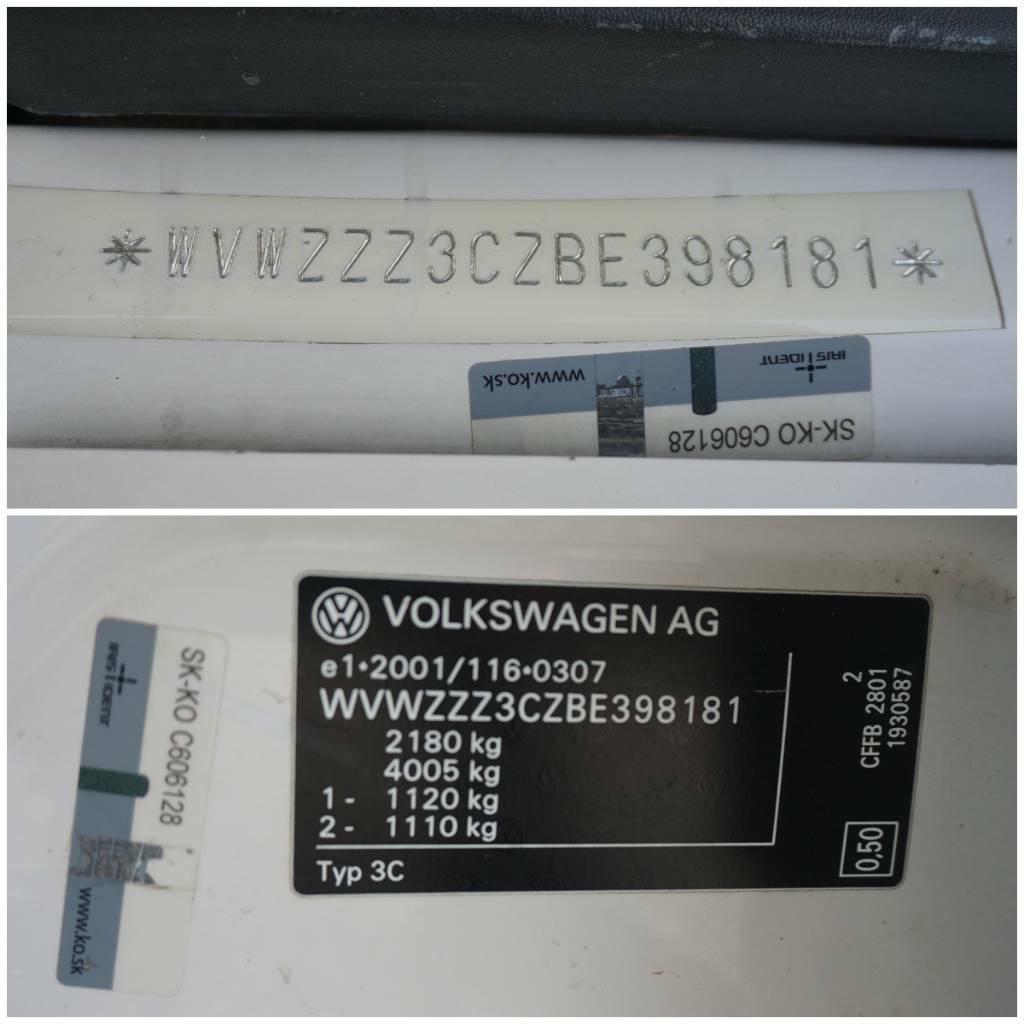 *WVWZZZ3CZBE398181*
www.ko.sk
IRIS IDENT
SK-KO C606128
VOLKSWAGEN AG
e1*2001/116*0307
WVWZZZ3CZBE398181
2180 kg
4005 kg
1- 1120 kg
2- 1110 kg
Typ 3C
2
CFFB 2801
1930587
0,50
IRIS IDENT
SK-KO C606128
www.ko.sk